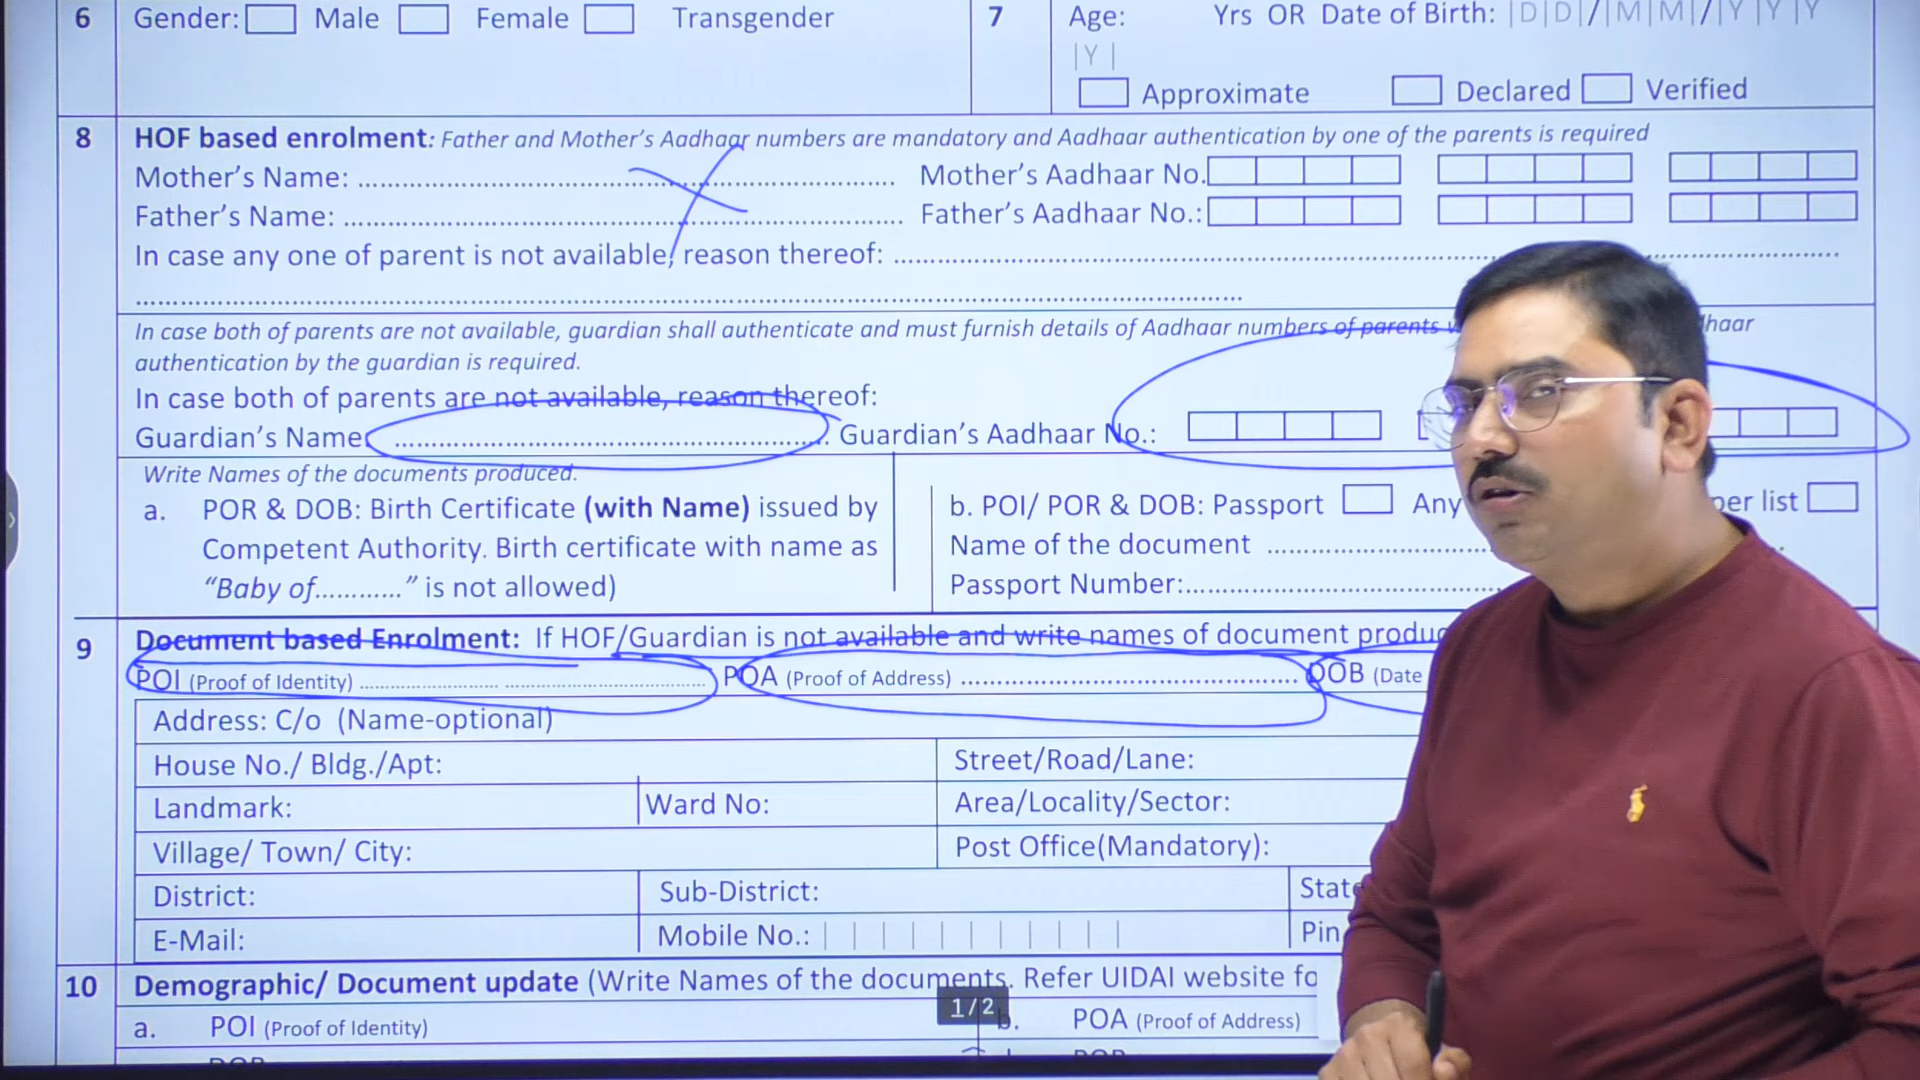 6 Gender: Male Female Transgender
7 Age: Yrs OR Date of Birth: |D|D|/|M|M|/|Y|Y|Y
|Y|
Approximate Declared Verified
8 HOF based enrolment: Father and Mother's Aadhaar numbers are mandatory and Aadhaar authentication by one of the parents is required
Mother's Name: Mother's Aadhaar No.
Father's Name: Father's Aadhaar No.:
In case any one of parent is not available, reason thereof:
In case both of parents are not available, guardian shall authenticate and must furnish details of Aadhaar numbers of parents
authentication by the guardian is required.
In case both of parents are not available, reason thereof:
Guardian's Name Guardian's Aadhaar No.:
Write Names of the documents produced.
a. POR & DOB: Birth Certificate (with Name) issued by
Competent Authority. Birth certificate with name as
“Baby of............” is not allowed)
b. POI/ POR & DOB: Passport Any per list
Name of the document
Passport Number:
9 Document based Enrolment: If HOF/Guardian is not available and write names of document
POI (Proof of Identity) POA (Proof of Address) DOB (Date
Address: C/o (Name-optional)
House No./ Bldg./Apt: Street/Road/Lane:
Landmark: Ward No: Area/Locality/Sector:
Village/ Town/ City: Post Office(Mandatory):
District: Sub-District:
E-Mail: Mobile No.: Pin
10 Demographic/ Document update (Write Names of the documents. Refer UIDAI website
1/2
a. POI (Proof of Identity) b. POA (Proof of Address)